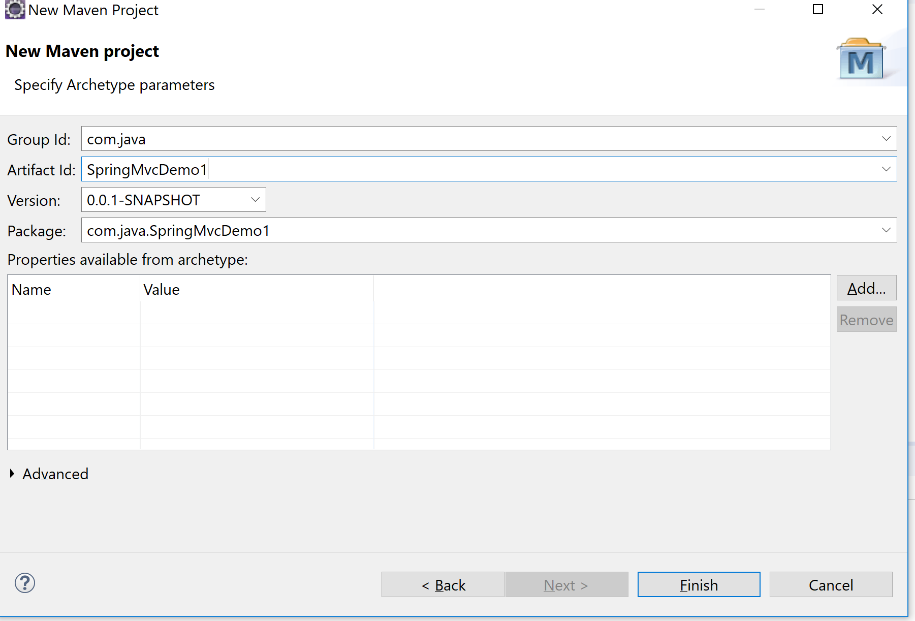 New Maven Project
New Maven project
Specify Archetype parameters
M
Group Id: com.java
Artifact Id: SpringMvcDemo1
Version: 0.0.1-SNAPSHOT
Package: com.java.SpringMvcDemo1
Properties available from archetype:
Name Value
Add...
Remove
Advanced
? < Back Next > Finish Cancel